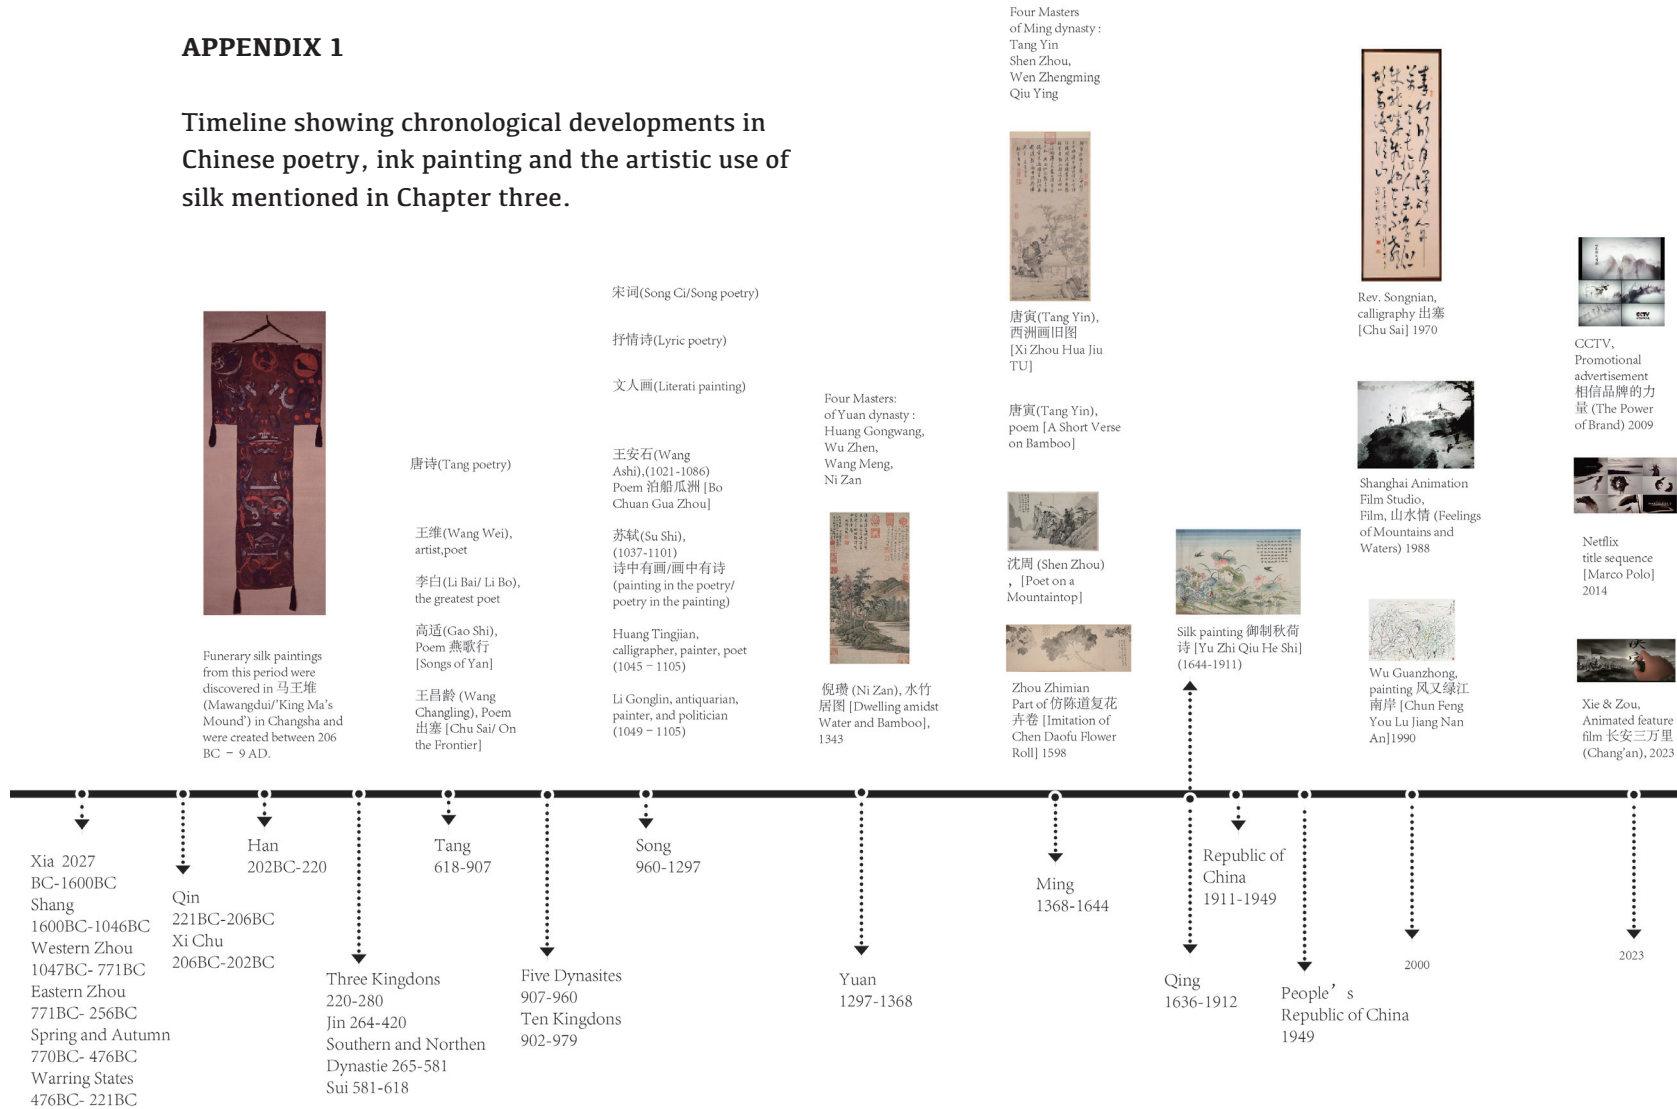 APPENDIX 1
Timeline showing chronological developments in
Chinese poetry, ink painting and the artistic use of
silk mentioned in Chapter three.
Funerary silk paintings
from this period were
discovered in 马王堆
(Mawangdui/'King Ma's
Mound') in Changsha and
were created between 206
BC – 9 AD.
唐诗(Tang poetry)
王维(Wang Wei),
artist,poet
李白(Li Bai/ Li Bo),
the greatest poet
高适(Gao Shi),
Poem 燕歌行
[Songs of Yan]
王昌龄 (Wang
Changling), Poem
出塞 [Chu Sai/ On
the Frontier]
宋词(Song Ci/Song poetry)
抒情诗(Lyric poetry)
文人画(Literati painting)
王安石(Wang
Ashi),(1021-1086)
Poem 泊船瓜洲 [Bo
Chuan Gua Zhou]
苏轼(Su Shi),
(1037-1101)
诗中有画/画中有诗
(painting in the poetry/
poetry in the painting)
Huang Tingjian,
calligrapher, painter, poet
(1045 – 1105)
Li Gonglin, antiquarian,
painter, and politician
(1049 – 1105)
Four Masters:
of Yuan dynasty :
Huang Gongwang,
Wu Zhen,
Wang Meng,
Ni Zan
倪瓒 (Ni Zan), 水竹
居图 [Dwelling amidst
Water and Bamboo],
1343
Four Masters
of Ming dynasty :
Tang Yin
Shen Zhou,
Wen Zhengming
Qiu Ying
唐寅(Tang Yin),
西洲画旧图
[Xi Zhou Hua Jiu
TU]
唐寅(Tang Yin),
poem [A Short Verse
on Bamboo]
沈周 (Shen Zhou)
, [Poet on a
Mountaintop]
Zhou Zhimian
Part of 仿陈道复花
卉卷 [Imitation of
Chen Daofu Flower
Roll] 1598
Silk painting 御制秋荷
诗 [Yu Zhi Qiu He Shi]
(1644-1911)
Rev. Songnian,
calligraphy 出塞
[Chu Sai] 1970
Shanghai Animation
Film Studio,
Film, 山水情 (Feelings
of Mountains and
Waters) 1988
Wu Guanzhong,
painting 风又绿江
南岸 [Chun Feng
You Lu Jiang Nan
An]1990
CCTV
CCTV,
Promotional
advertisement
相信品牌的力
量 (The Power
of Brand) 2009
Netflix
title sequence
[Marco Polo]
2014
Xie & Zou,
Animated feature
film 长安三万里
(Chang'an), 2023
Xia 2027
BC-1600BC
Shang
1600BC-1046BC
Western Zhou
1047BC- 771BC
Eastern Zhou
771BC- 256BC
Spring and Autumn
770BC- 476BC
Warring States
476BC- 221BC
Qin
221BC-206BC
Xi Chu
206BC-202BC
Han
202BC-220
Three Kingdons
220-280
Jin 264-420
Southern and Northen
Dynastie 265-581
Sui 581-618
Tang
618-907
Five Dynasites
907-960
Ten Kingdons
902-979
Song
960-1297
Yuan
1297-1368
Ming
1368-1644
Qing
1636-1912
Republic of
China
1911-1949
People's
Republic of China
1949
2000
2023